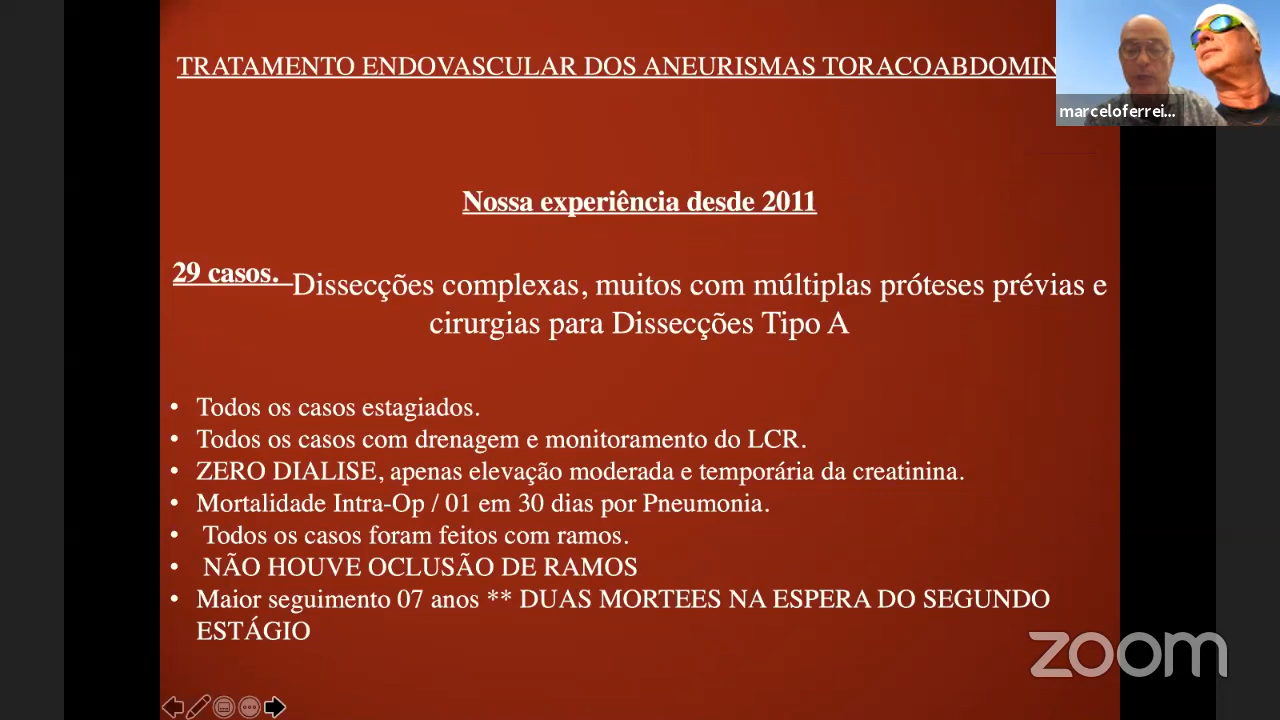 TRATAMENTO ENDOVASCULAR DOS ANEURISMAS TORACOABDOMIN
marceloferrei...
Nossa experiência desde 2011
29 casos. Dissecções complexas, muitos com múltiplas próteses prévias e
cirurgias para Dissecções Tipo A
• Todos os casos estagiados.
• Todos os casos com drenagem e monitoramento do LCR.
• ZERO DIALISE, apenas elevação moderada e temporária da creatinina.
• Mortalidade Intra-Op / 01 em 30 dias por Pneumonia.
• Todos os casos foram feitos com ramos.
• NÃO HOUVE OCLUSÃO DE RAMOS
• Maior seguimento 07 anos ** DUAS MORTEES NA ESPERA DO SEGUNDO
ESTÁGIO
zoom